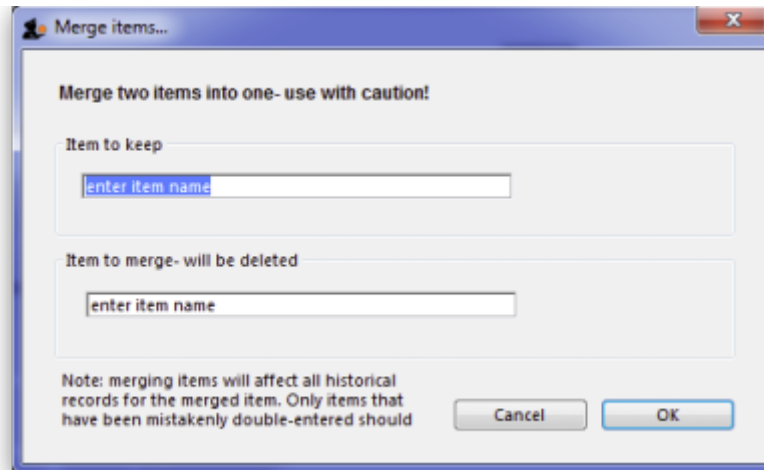 Merge items...
x
Merge two items into one- use with caution!
Item to keep
enter item name
Item to merge- will be deleted
enter item name
Note: merging items will affect all historical
records for the merged item. Only items that
have been mistakenly double-entered should
Cancel
OK